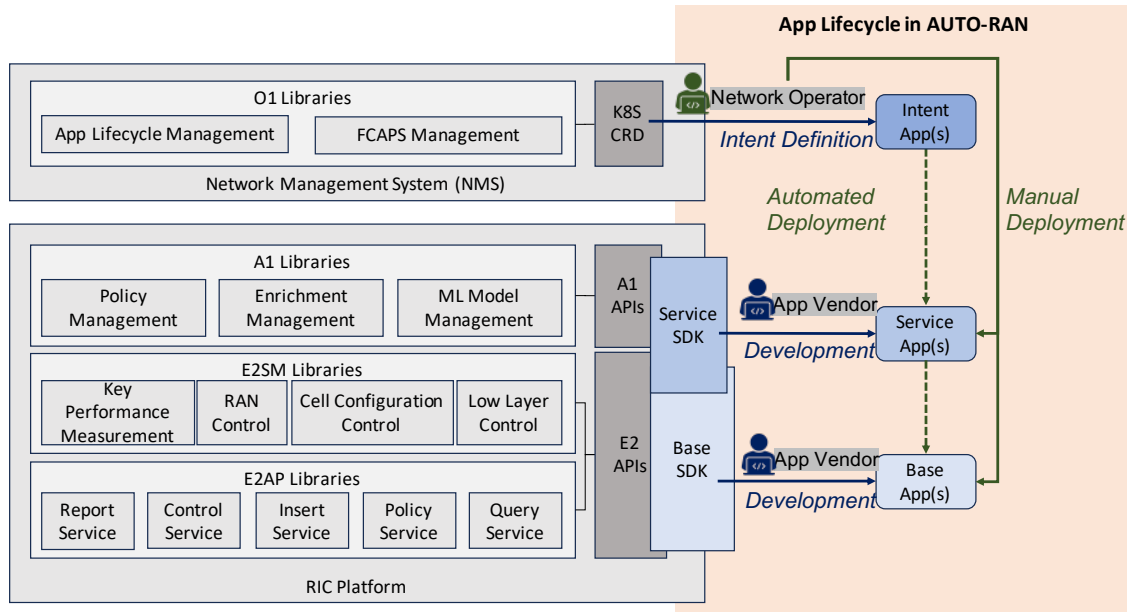 App Lifecycle in AUTO-RAN
O1 Libraries
App Lifecycle Management
FCAPS Management
Network Management System (NMS)
K8S
CRD
Network Operator
Intent Definition
Intent
App(s)
Automated
Deployment
Manual
Deployment
A1 Libraries
Policy
Management
Enrichment
Management
ML Model
Management
A1
APIs
Service
SDK
App Vendor
Development
Service
App(s)
E2SM Libraries
Key
Performance
Measurement
RAN
Control
Cell Configuration
Control
Low Layer
Control
E2
APIs
Base
SDK
App Vendor
Development
Base
App(s)
E2AP Libraries
Report
Service
Control
Service
Insert
Service
Policy
Service
Query
Service
RIC Platform